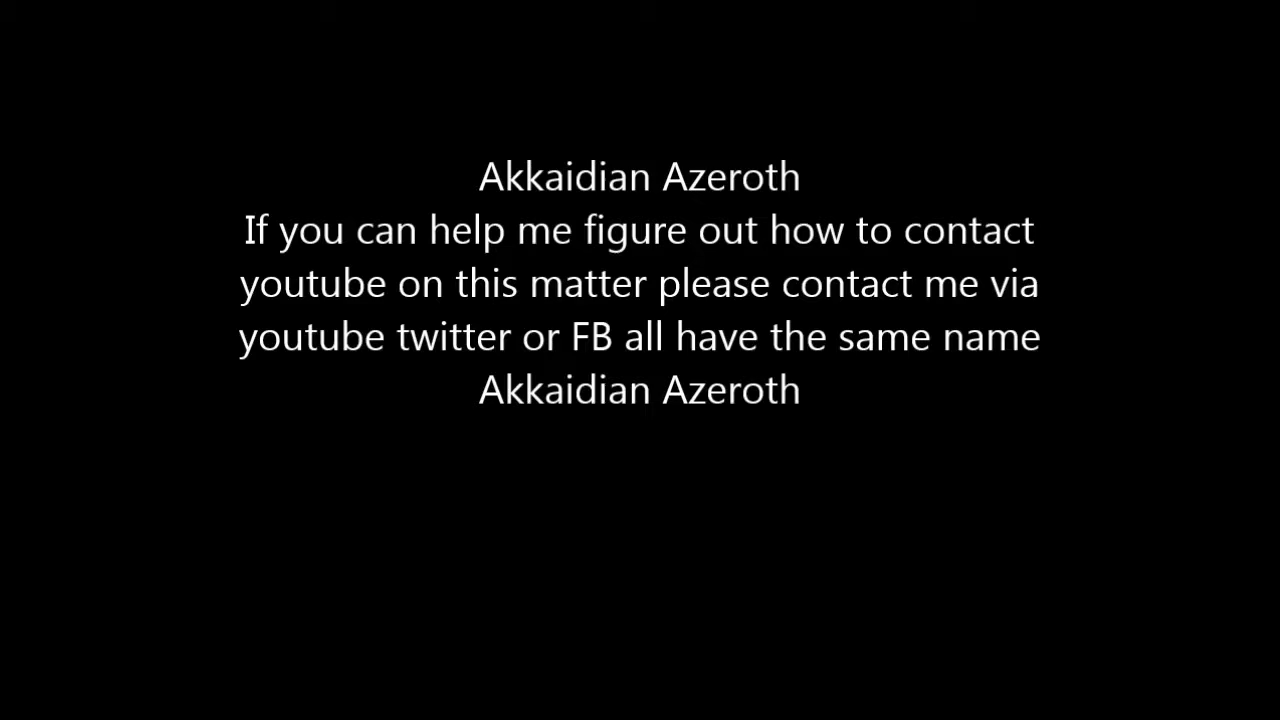 Akkaidian Azeroth
If you can help me figure out how to contact
youtube on this matter please contact me via
youtube twitter or FB all have the same name
Akkaidian Azeroth